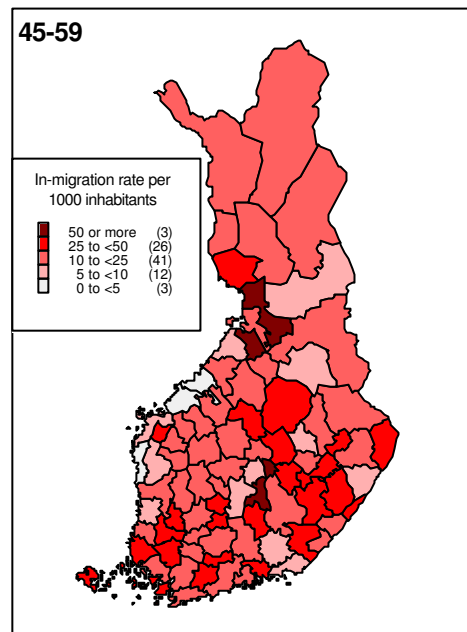 45-59
In-migration rate per
1000 inhabitants
50 or more (3)
25 to <50 (26)
10 to <25 (41)
5 to <10 (12)
0 to <5 (3)